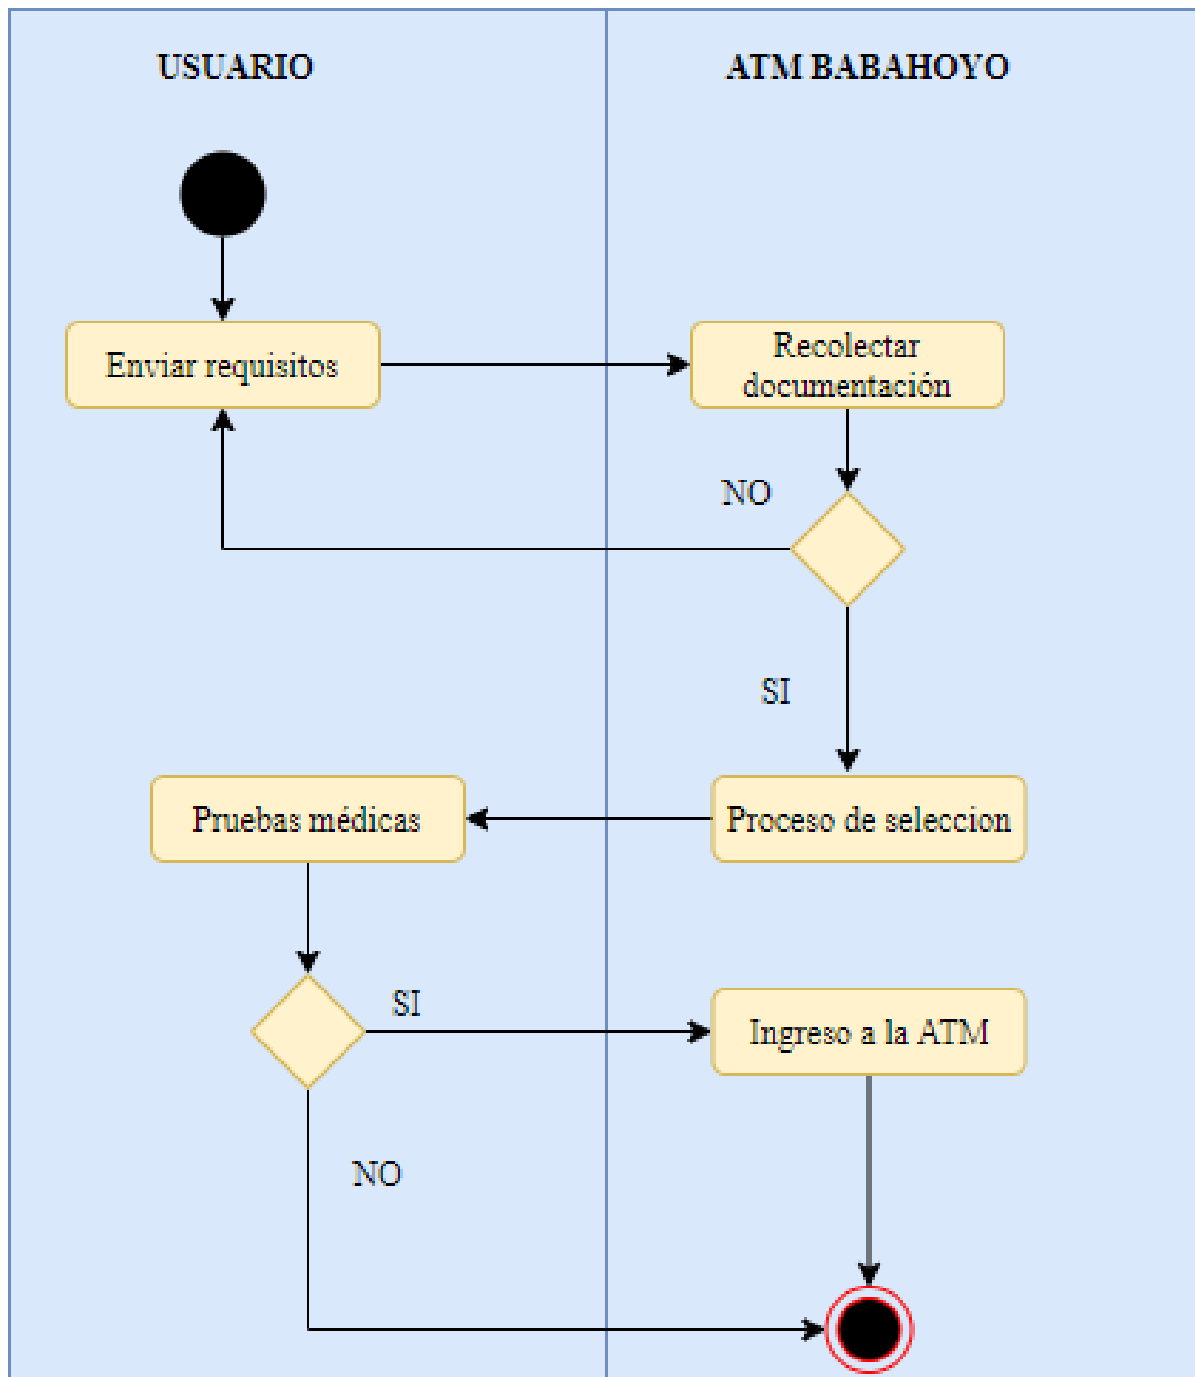 USUARIO
ATM BABAHOYO
Enviar requisitos
Recolectar
documentación
NO
SI
Pruebas médicas
Proceso de seleccion
SI
Ingreso a la ATM
NO